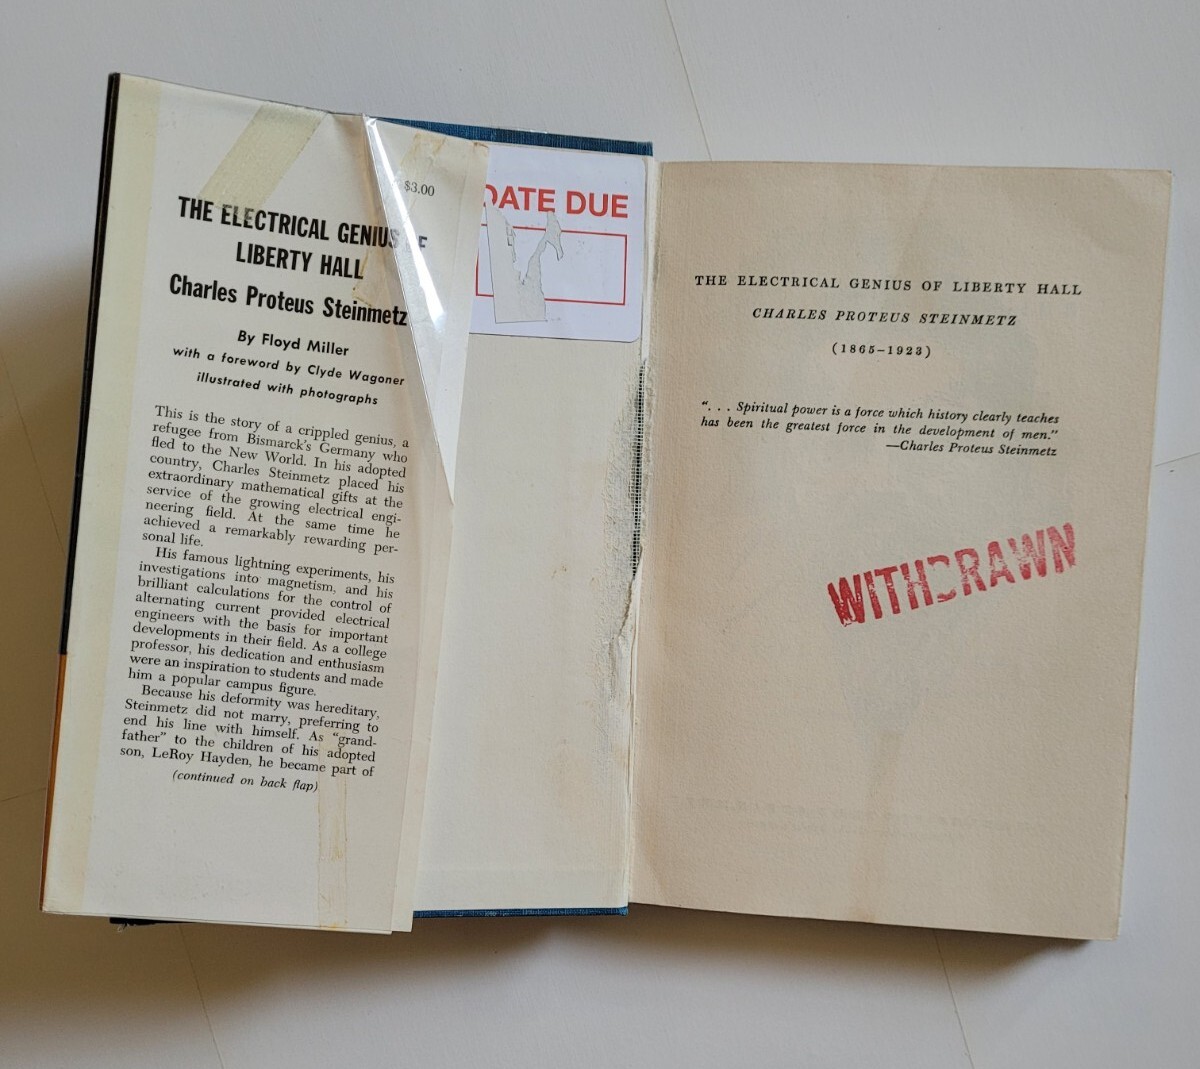 $3.00
THE ELECTRICAL GENIUS OF
LIBERTY HALL
Charles Proteus Steinmetz
By Floyd Miller
with a foreword by Clyde Wagoner
illustrated with photographs
This is the story of a crippled genius, a
refugee from Bismarck's Germany who
fled to the New World. In his adopted
country, Charles Steinmetz placed his
extraordinary mathematical gifts at the
service of the growing electrical engi-
neering field. At the same time he
achieved a remarkably rewarding per-
sonal life.
His famous lightning experiments, his
investigations into magnetism, and his
brilliant calculations for the control of
alternating current provided electrical
engineers with the basis for important
developments in their field. As a college
professor, his dedication and enthusiasm
were an inspiration to students and made
him a popular campus figure.
Because his deformity was hereditary,
Steinmetz did not marry, preferring to
end his line with himself. As "grand-
father" to the children of his adopted
son, LeRoy Hayden, he became part of
(continued on back flap)
DATE DUE
THE ELECTRICAL GENIUS OF LIBERTY HALL
CHARLES PROTEUS STEINMETZ
(1865–1923)
". . . Spiritual power is a force which history clearly teaches
has been the greatest force in the development of men."
—Charles Proteus Steinmetz
WITHDRAWN